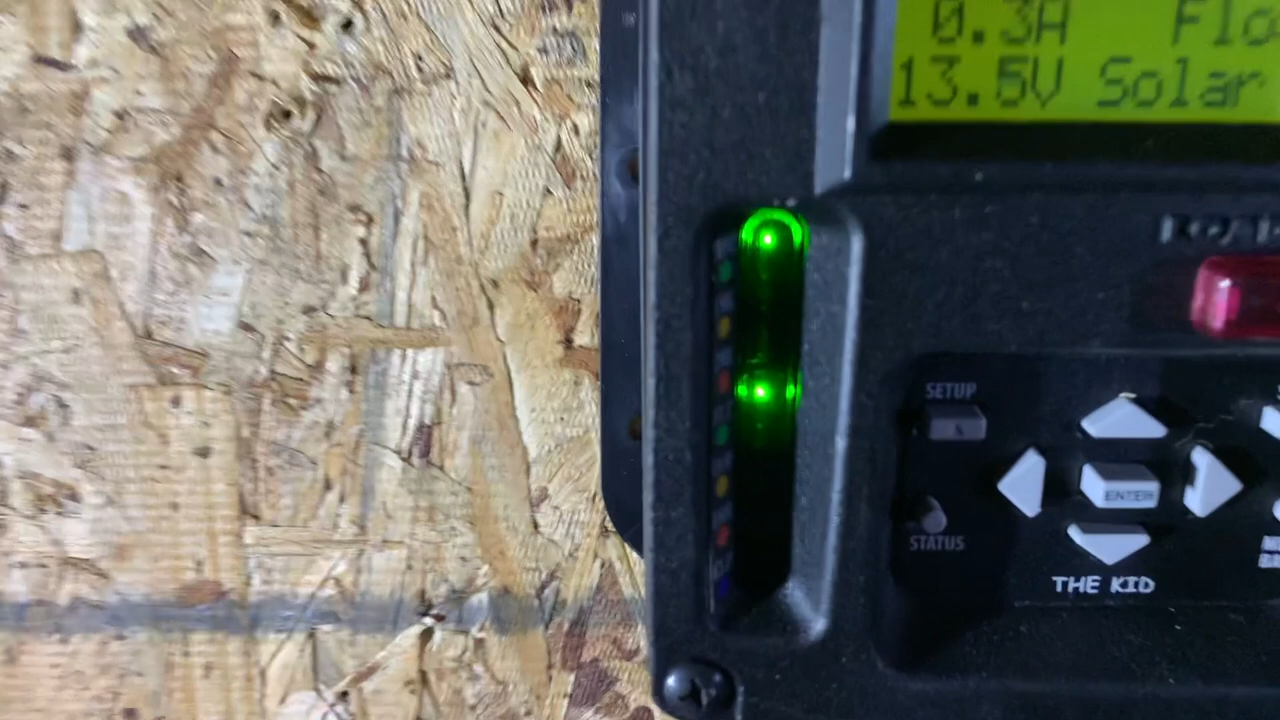 0.3A Flo
13.5V Solar
SETUP
ENTER
STATUS
THE KID